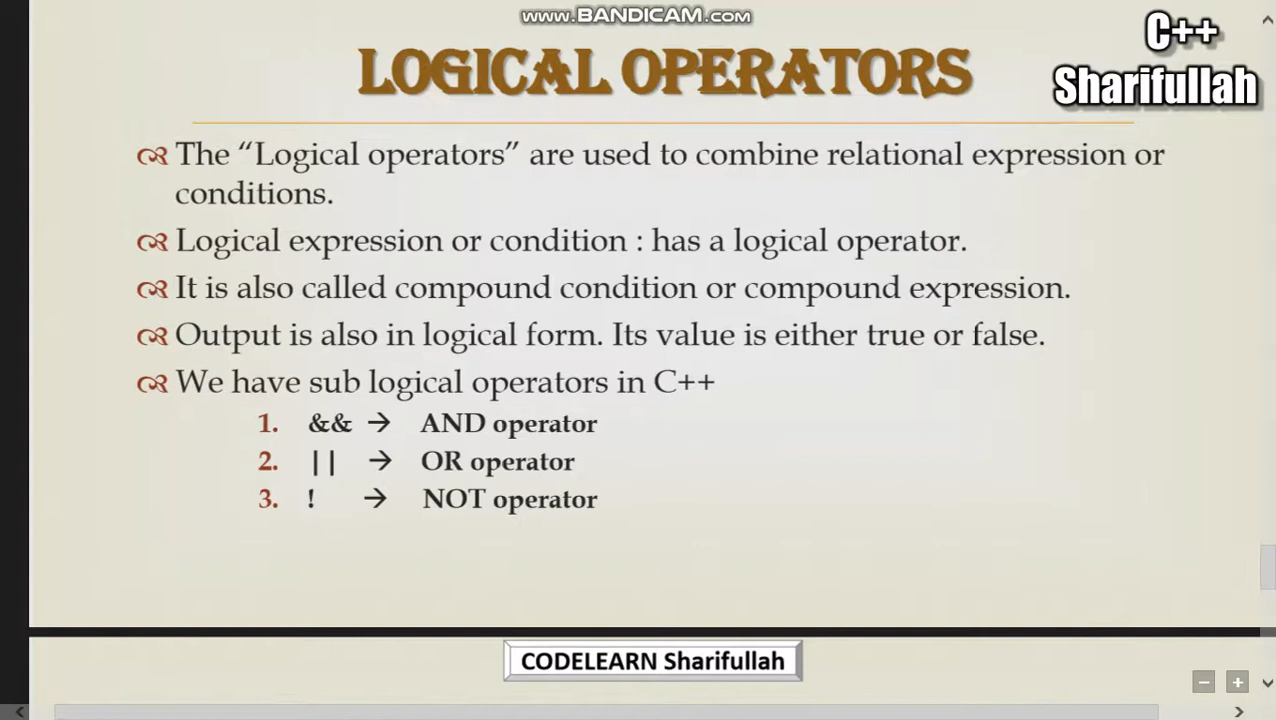 www.BANDICAM.com
C++
Sharifullah
LOGICAL OPERATORS
The “Logical operators” are used to combine relational expression or
conditions.
Logical expression or condition : has a logical operator.
It is also called compound condition or compound expression.
Output is also in logical form. Its value is either true or false.
We have sub logical operators in C++
1. && → AND operator
2. || → OR operator
3. ! → NOT operator
CODELEARN Sharifullah